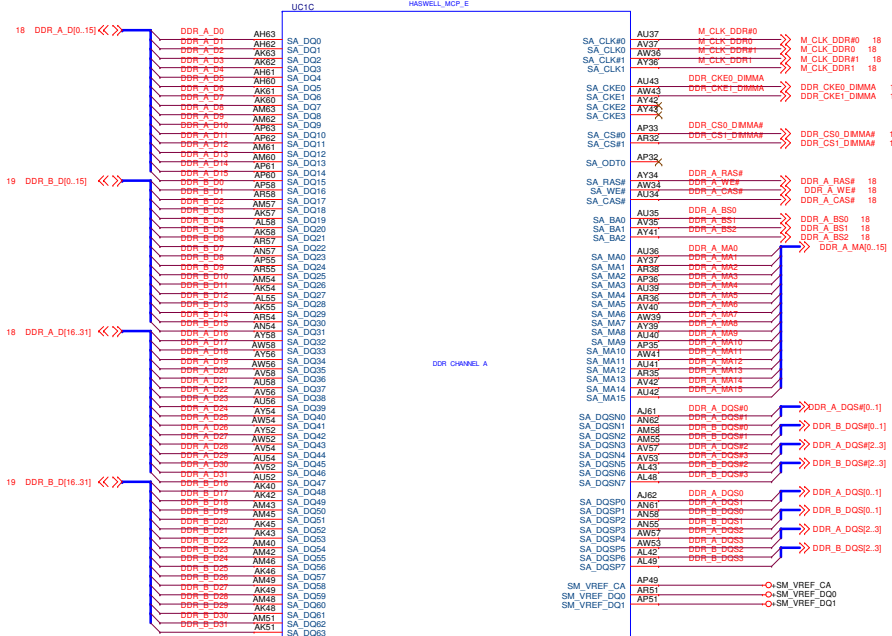 UC1C
HASWELL_MCP_E
18 DDR_A_D[0..15]
19 DDR_B_D[0..15]
18 DDR_A_D[16..31]
19 DDR_B_D[16..31]
DDR_A_D0 AH63 SA_DQ0
DDR_A_D1 AH62 SA_DQ1
DDR_A_D2 AK63 SA_DQ2
DDR_A_D3 AK62 SA_DQ3
DDR_A_D4 AH61 SA_DQ4
DDR_A_D5 AH60 SA_DQ5
DDR_A_D6 AK61 SA_DQ6
DDR_A_D7 AK60 SA_DQ7
DDR_A_D8 AM63 SA_DQ8
DDR_A_D9 AM62 SA_DQ9
DDR_A_D10 AP63 SA_DQ10
DDR_A_D11 AP62 SA_DQ11
DDR_A_D12 AM61 SA_DQ12
DDR_A_D13 AM60 SA_DQ13
DDR_A_D14 AP61 SA_DQ14
DDR_A_D15 AP60 SA_DQ15
DDR_B_D0 AP58 SA_DQ16
DDR_B_D1 AR58 SA_DQ17
DDR_B_D2 AM57 SA_DQ18
DDR_B_D3 AK57 SA_DQ19
DDR_B_D4 AL58 SA_DQ20
DDR_B_D5 AK58 SA_DQ21
DDR_B_D6 AR57 SA_DQ22
DDR_B_D7 AN57 SA_DQ23
DDR_B_D8 AP55 SA_DQ24
DDR_B_D9 AR55 SA_DQ25
DDR_B_D10 AM54 SA_DQ26
DDR_B_D11 AK54 SA_DQ27
DDR_B_D12 AL55 SA_DQ28
DDR_B_D13 AK55 SA_DQ29
DDR_B_D14 AR54 SA_DQ30
DDR_B_D15 AN54 SA_DQ31
DDR_A_D16 AY58 SA_DQ32
DDR_A_D17 AW58 SA_DQ33
DDR_A_D18 AY56 SA_DQ34
DDR_A_D19 AW56 SA_DQ35
DDR_A_D20 AV58 SA_DQ36
DDR_A_D21 AU58 SA_DQ37
DDR_A_D22 AV56 SA_DQ38
DDR_A_D23 AU56 SA_DQ39
DDR_A_D24 AY54 SA_DQ40
DDR_A_D25 AW54 SA_DQ41
DDR_A_D26 AY52 SA_DQ42
DDR_A_D27 AW52 SA_DQ43
DDR_A_D28 AV54 SA_DQ44
DDR_A_D29 AU54 SA_DQ45
DDR_A_D30 AV52 SA_DQ46
DDR_A_D31 AU52 SA_DQ47
DDR_B_D16 AK40 SA_DQ48
DDR_B_D17 AK42 SA_DQ49
DDR_B_D18 AM43 SA_DQ50
DDR_B_D19 AM45 SA_DQ51
DDR_B_D20 AK45 SA_DQ52
DDR_B_D21 AK43 SA_DQ53
DDR_B_D22 AM40 SA_DQ54
DDR_B_D23 AM42 SA_DQ55
DDR_B_D24 AM46 SA_DQ56
DDR_B_D25 AK46 SA_DQ57
DDR_B_D26 AM49 SA_DQ58
DDR_B_D27 AK49 SA_DQ59
DDR_B_D28 AM48 SA_DQ60
DDR_B_D29 AK48 SA_DQ61
DDR_B_D30 AM51 SA_DQ62
DDR_B_D31 AK51 SA_DQ63
DDR CHANNEL A
SA_CLK#0 AU37 M_CLK_DDR#0 M_CLK_DDR#0 18
SA_CLK0 AV37 M_CLK_DDR0 M_CLK_DDR0 18
SA_CLK#1 AW36 M_CLK_DDR#1 M_CLK_DDR#1 18
SA_CLK1 AY36 M_CLK_DDR1 M_CLK_DDR1 18
SA_CKE0 AU43 DDR_CKE0_DIMMA DDR_CKE0_DIMMA
SA_CKE1 AW43 DDR_CKE1_DIMMA DDR_CKE1_DIMMA
SA_CKE2 AY42
SA_CKE3 AY43
SA_CS#0 AP33 DDR_CS0_DIMMA# DDR_CS0_DIMMA#
SA_CS#1 AR32 DDR_CS1_DIMMA# DDR_CS1_DIMMA#
SA_ODT0 AP32
SA_RAS# AY34 DDR_A_RAS# DDR_A_RAS# 18
SA_WE# AW34 DDR_A_WE# DDR_A_WE# 18
SA_CAS# AU34 DDR_A_CAS# DDR_A_CAS# 18
SA_BA0 AU35 DDR_A_BS0 DDR_A_BS0 18
SA_BA1 AV35 DDR_A_BS1 DDR_A_BS1 18
SA_BA2 AY41 DDR_A_BS2 DDR_A_BS2 18
DDR_A_MA[0..15]
SA_MA0 AU36 DDR_A_MA0
SA_MA1 AY37 DDR_A_MA1
SA_MA2 AR38 DDR_A_MA2
SA_MA3 AP36 DDR_A_MA3
SA_MA4 AU39 DDR_A_MA4
SA_MA5 AR36 DDR_A_MA5
SA_MA6 AV40 DDR_A_MA6
SA_MA7 AW39 DDR_A_MA7
SA_MA8 AY39 DDR_A_MA8
SA_MA9 AU40 DDR_A_MA9
SA_MA10 AP35 DDR_A_MA10
SA_MA11 AW41 DDR_A_MA11
SA_MA12 AU41 DDR_A_MA12
SA_MA13 AR35 DDR_A_MA13
SA_MA14 AV42 DDR_A_MA14
SA_MA15 AU42 DDR_A_MA15
SA_DQSN0 AJ61 DDR_A_DQS#0 DDR_A_DQS#[0..1]
SA_DQSN1 AN62 DDR_A_DQS#1
SA_DQSN2 AM58 DDR_B_DQS#0 DDR_B_DQS#[0..1]
SA_DQSN3 AM55 DDR_B_DQS#1
SA_DQSN4 AV57 DDR_A_DQS#2 DDR_A_DQS#[2..3]
SA_DQSN5 AV53 DDR_A_DQS#3
SA_DQSN6 AL43 DDR_B_DQS#2 DDR_B_DQS#[2..3]
SA_DQSN7 AL48 DDR_B_DQS#3
SA_DQSP0 AJ62 DDR_A_DQS0 DDR_A_DQS[0..1]
SA_DQSP1 AN61 DDR_A_DQS1
SA_DQSP2 AN58 DDR_B_DQS0 DDR_B_DQS[0..1]
SA_DQSP3 AN55 DDR_B_DQS1
SA_DQSP4 AW57 DDR_A_DQS2 DDR_A_DQS[2..3]
SA_DQSP5 AW53 DDR_A_DQS3
SA_DQSP6 AL42 DDR_B_DQS2 DDR_B_DQS[2..3]
SA_DQSP7 AL49 DDR_B_DQS3
SM_VREF_CA AP49 +SM_VREF_CA
SM_VREF_DQ0 AR51 +SM_VREF_DQ0
SM_VREF_DQ1 AP51 +SM_VREF_DQ1